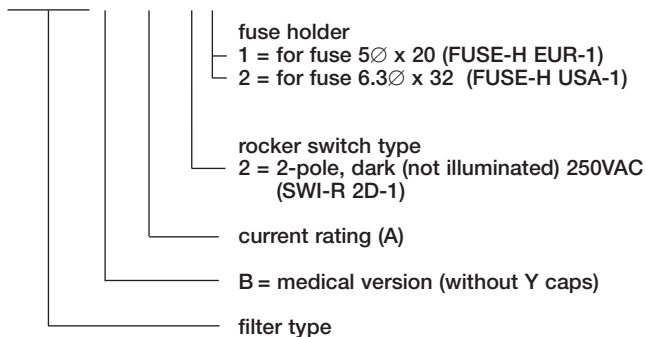 fuse holder
1 = for fuse 5∅ x 20 (FUSE-H EUR-1)
2 = for fuse 6.3∅ x 32 (FUSE-H USA-1)
rocker switch type
2 = 2-pole, dark (not illuminated) 250VAC
(SWI-R 2D-1)
current rating (A)
B = medical version (without Y caps)
filter type